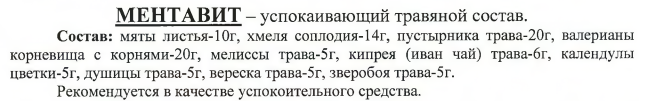 МЕНТАВИТ – успокаивающий травяной состав.
Состав: мяты листья-10г, хмеля соплодия-14г, пустырника трава-20г, валерианы
корневища с корнями-20г, мелиссы трава-5г, кипрея (иван чай) трава-6г, календулы
цветки-5г, душицы трава-5г, вереска трава-5г, зверобоя трава-5г.
Рекомендуется в качестве успокоительного средства.